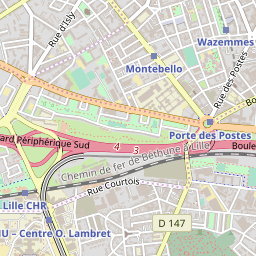 Rue d'Isly
Wazemmes
Montebello
Rue des Postes
Bo
Porte des Postes
ard Périphérique Sud
4
3
Boule
Chemin de fer de Béthune à Lille
Rue Courtois
Lille CHR
D 147
U – Centre O. Lambret